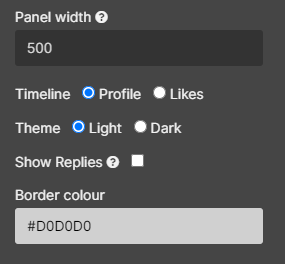 Panel width ?
500
Timeline Profile Likes
Theme Light Dark
Show Replies ?
Border colour
#D0D0D0